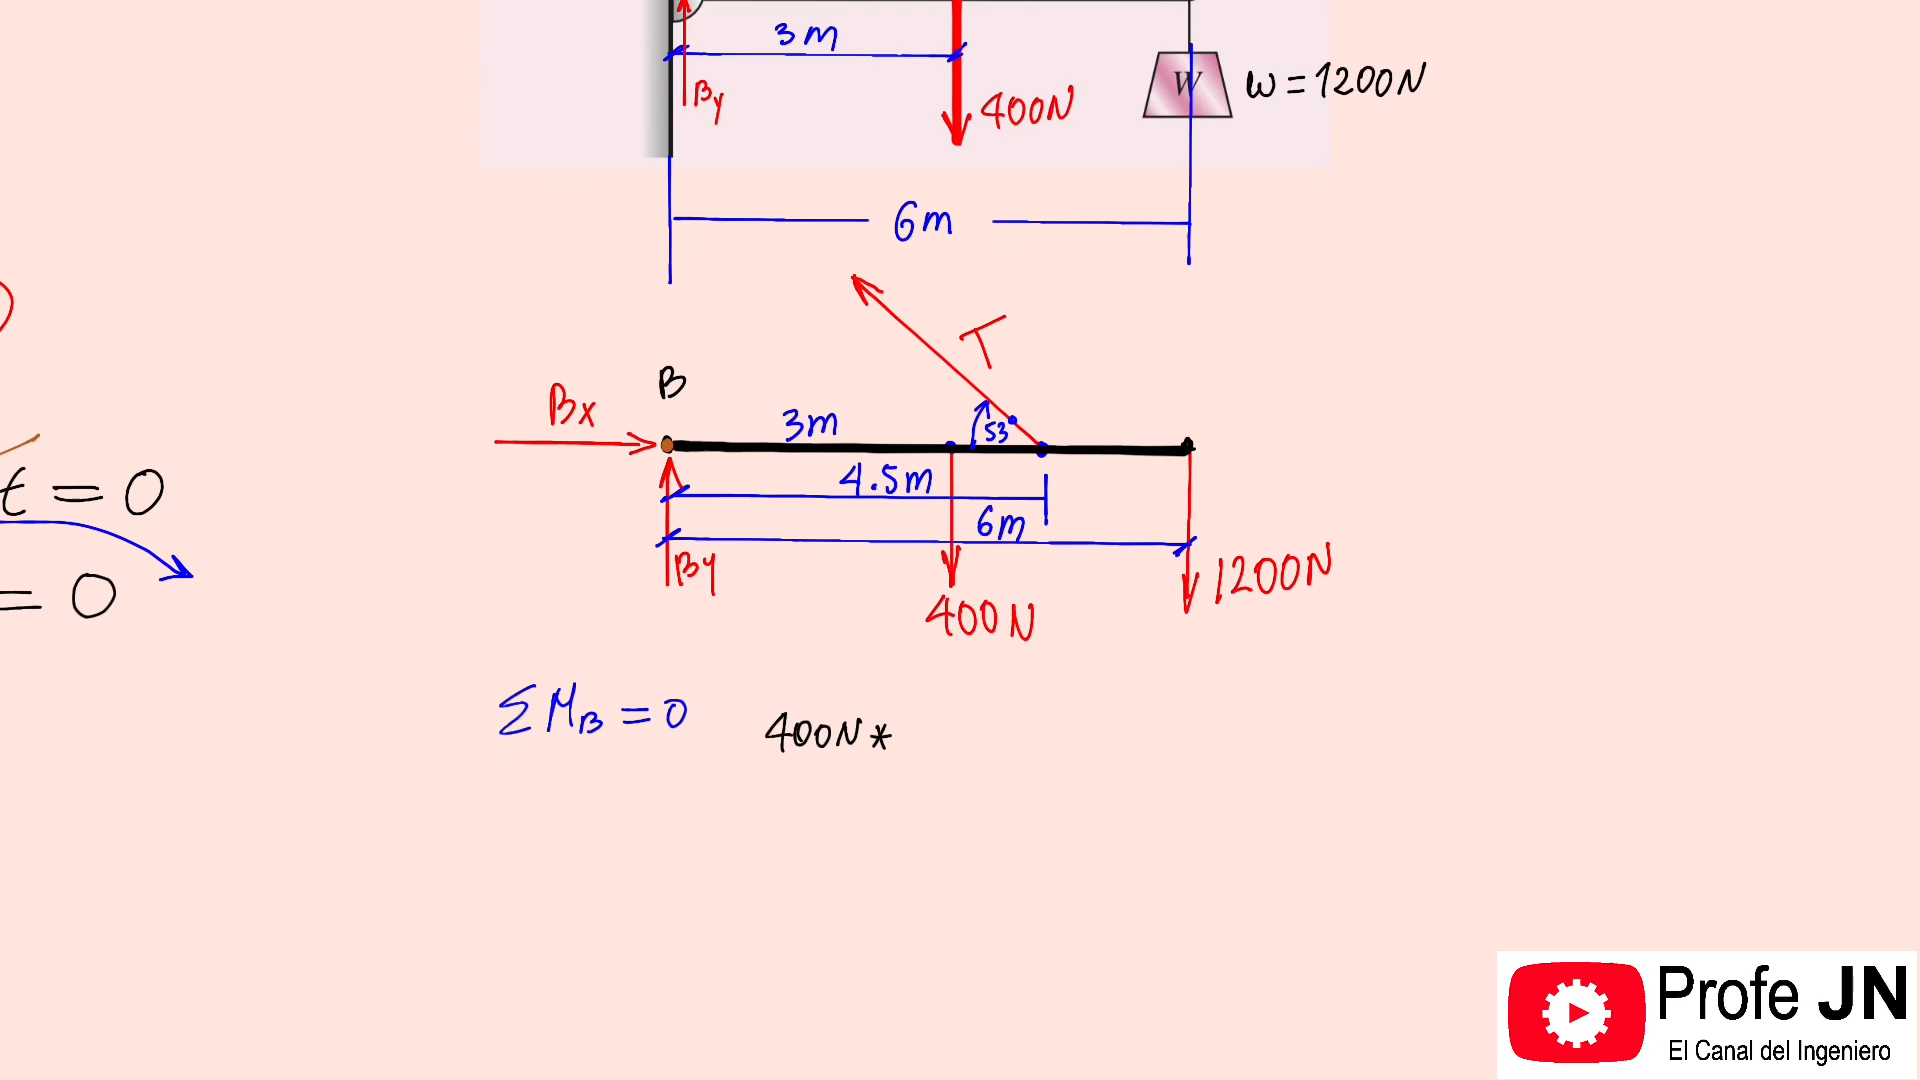 3m
By
400N
W
w = 1200N
6m
T
B
Bx
3m
53
4.5m
6m
By
400N
1200N
t = 0
= 0
ΣMB = 0
400N *
Profe JN
El Canal del Ingeniero